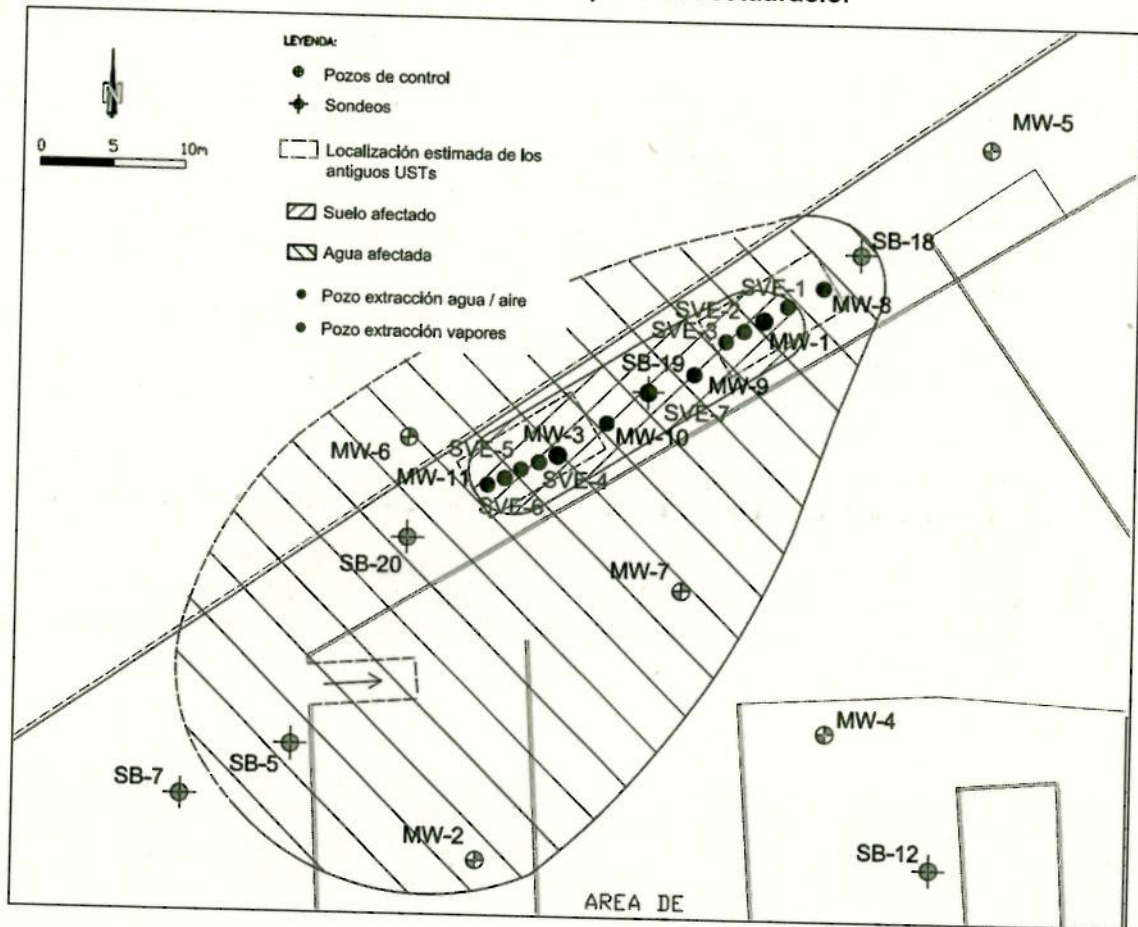 LEYENDA:
Pozos de control
Sondeos
Localización estimada de los
antiguos USTs
Suelo afectado
Agua afectada
Pozo extracción agua / aire
Pozo extracción vapores
N
0 5 10m
MW-5
SB-18
SVE-1
MW-8
SVE-2
SVE-3
MW-1
SB-19
MW-9
SVE-7
MW-3
MW-10
SVE-5
MW-6
MW-11
SVE-4
SVE-6
SB-20
MW-7
MW-4
SB-5
SB-7
MW-2
SB-12
AREA DE